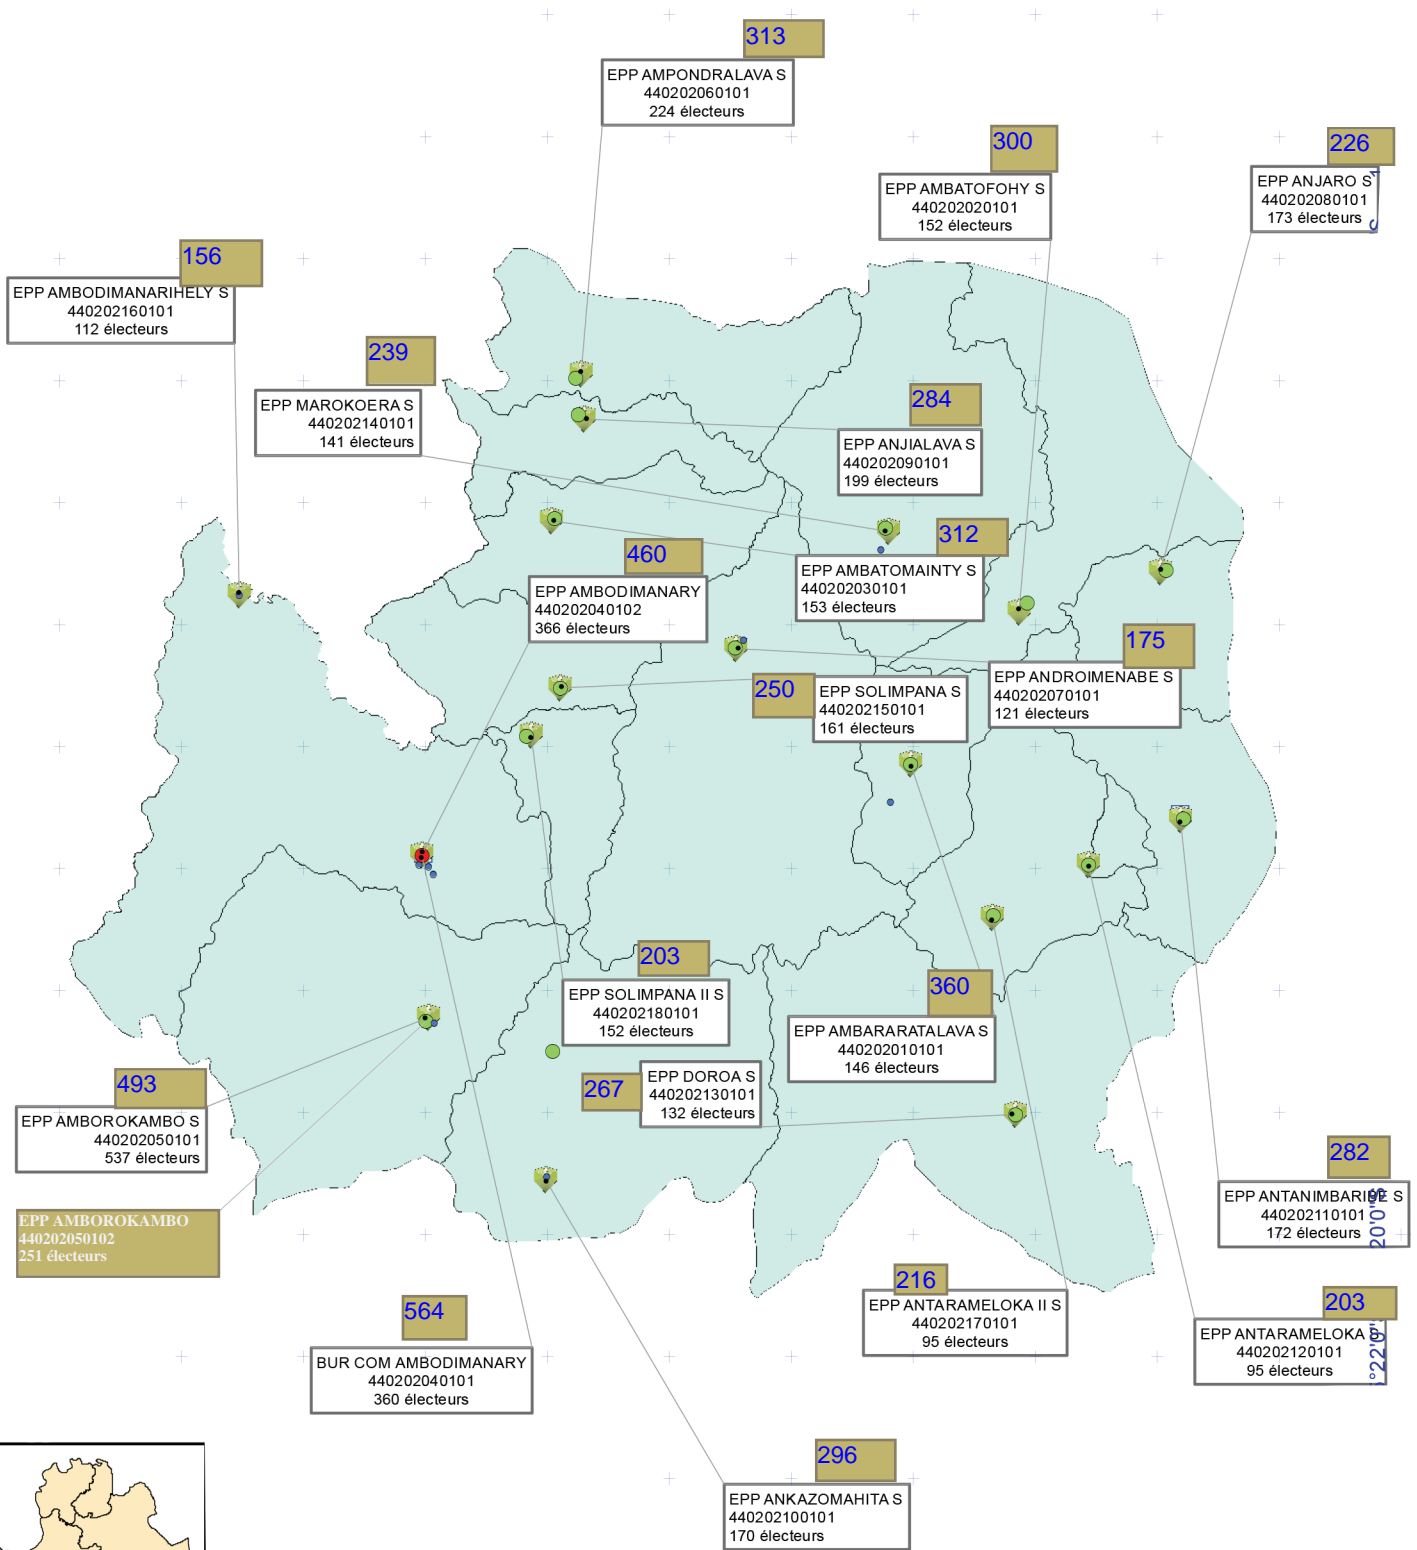 313
EPP AMPONDRALAVA S
440202060101
224 électeurs
300
EPP AMBATOFOHY S
440202020101
152 électeurs
226
EPP ANJARO S
440202080101
173 électeurs
156
EPP AMBODIMANARIHELY S
440202160101
112 électeurs
239
EPP MAROKOERA S
440202140101
141 électeurs
284
EPP ANJIALAVA S
440202090101
199 électeurs
312
EPP AMBATOMAINTY S
440202030101
153 électeurs
460
EPP AMBODIMANARY
440202040102
366 électeurs
175
EPP ANDROIMENABE S
440202070101
121 électeurs
250
EPP SOLIMPANA S
440202150101
161 électeurs
203
EPP SOLIMPANA II S
440202180101
152 électeurs
360
EPP AMBARARATALAVA S
440202010101
146 électeurs
267
EPP DOROA S
440202130101
132 électeurs
493
EPP AMBOROKAMBO S
440202050101
537 électeurs
EPP AMBOROKAMBO
440202050102
251 électeurs
282
EPP ANTANIMBARIME S
440202110101
172 électeurs
20'0"S
216
EPP ANTARAMELOKA II S
440202170101
95 électeurs
203
EPP ANTARAMELOKA
440202120101
95 électeurs
°22'0"
564
BUR COM AMBODIMANARY
440202040101
360 électeurs
296
EPP ANKAZOMAHITA S
440202100101
170 électeurs